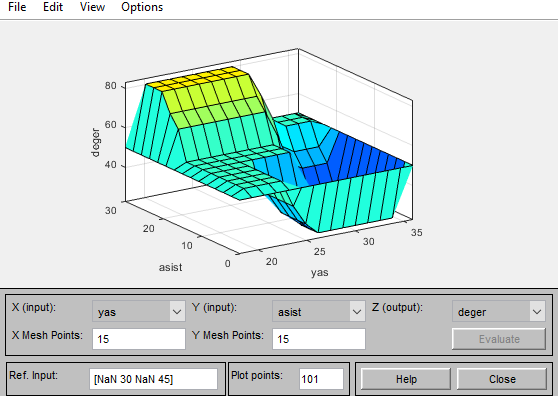 File Edit View Options
80
60
40
deger
30
20
10
0
asist
20
25
30
35
yas
X (input): yas Y (input): asist Z (output): deger
X Mesh Points: 15 Y Mesh Points: 15 Evaluate
Ref. Input: [NaN 30 NaN 45] Plot points: 101 Help Close